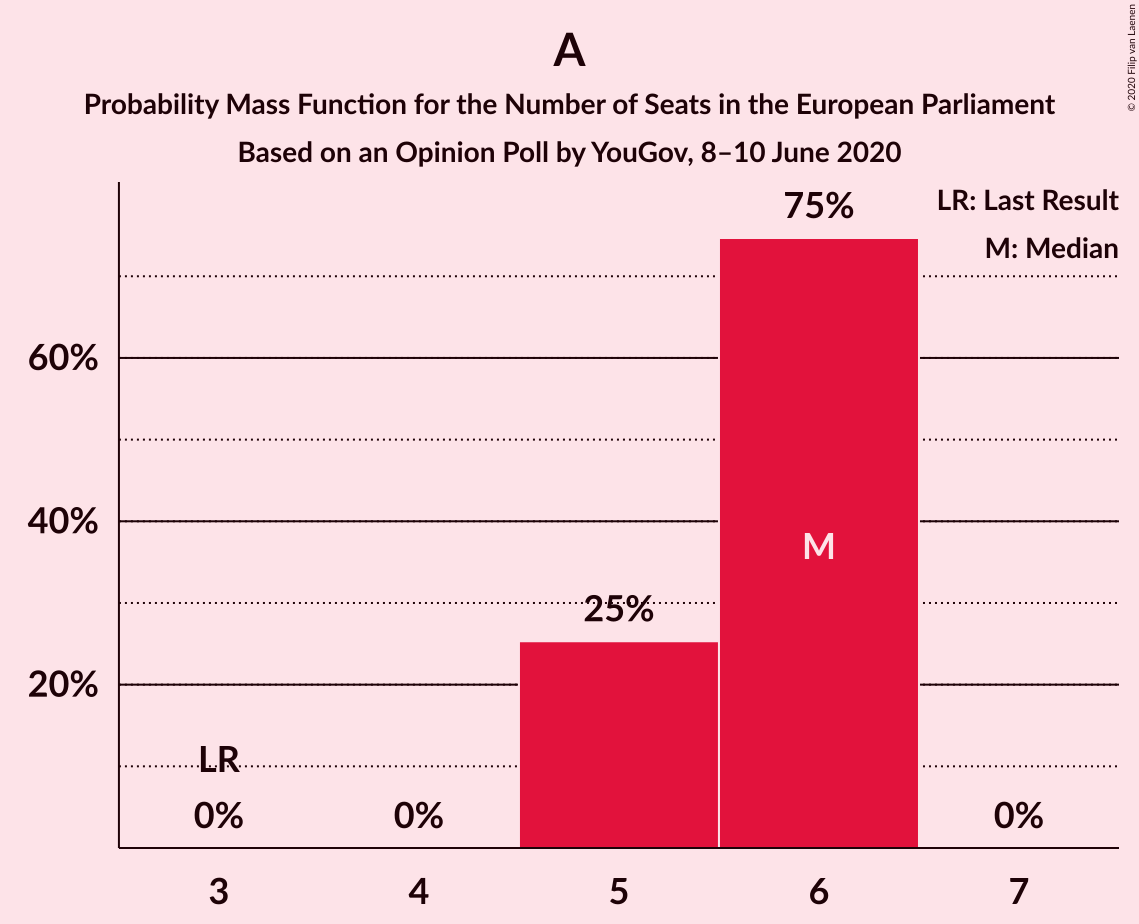 A
Probability Mass Function for the Number of Seats in the European Parliament
Based on an Opinion Poll by YouGov, 8–10 June 2020
© 2020 Filip van Laenen
LR: Last Result
M: Median
75%
60%
40%
20%
M
25%
LR
0%
0%
0%
3
4
5
6
7